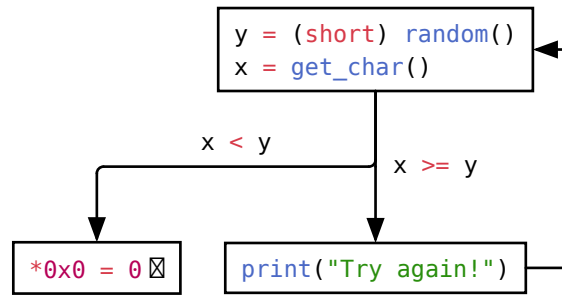 y = (short) random()
x = get_char()
x < y
x >= y
*0x0 = 0
print("Try again!")